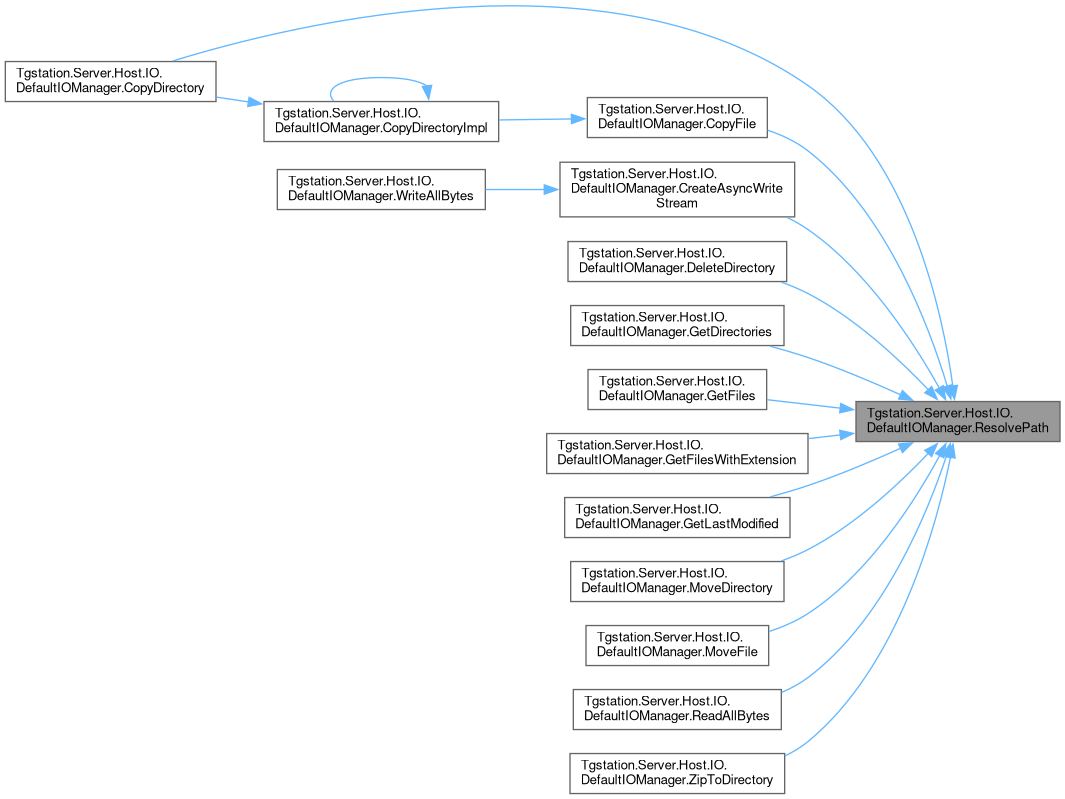 Tgstation.Server.Host.IO.
DefaultIOManager.CopyDirectory
Tgstation.Server.Host.IO.
DefaultIOManager.CopyDirectoryImpl
Tgstation.Server.Host.IO.
DefaultIOManager.CopyFile
Tgstation.Server.Host.IO.
DefaultIOManager.WriteAllBytes
Tgstation.Server.Host.IO.
DefaultIOManager.CreateAsyncWrite
Stream
Tgstation.Server.Host.IO.
DefaultIOManager.DeleteDirectory
Tgstation.Server.Host.IO.
DefaultIOManager.GetDirectories
Tgstation.Server.Host.IO.
DefaultIOManager.GetFiles
Tgstation.Server.Host.IO.
DefaultIOManager.ResolvePath
Tgstation.Server.Host.IO.
DefaultIOManager.GetFilesWithExtension
Tgstation.Server.Host.IO.
DefaultIOManager.GetLastModified
Tgstation.Server.Host.IO.
DefaultIOManager.MoveDirectory
Tgstation.Server.Host.IO.
DefaultIOManager.MoveFile
Tgstation.Server.Host.IO.
DefaultIOManager.ReadAllBytes
Tgstation.Server.Host.IO.
DefaultIOManager.ZipToDirectory